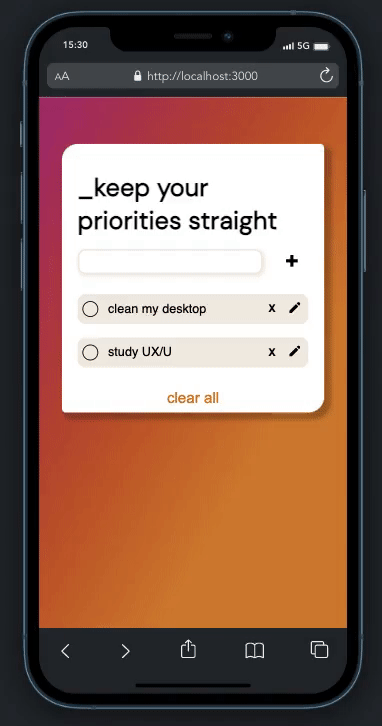 15:30
5G
AA
http://localhost:3000
_keep your
priorities straight
+
clean my desktop
x
study UX/U
x
clear all